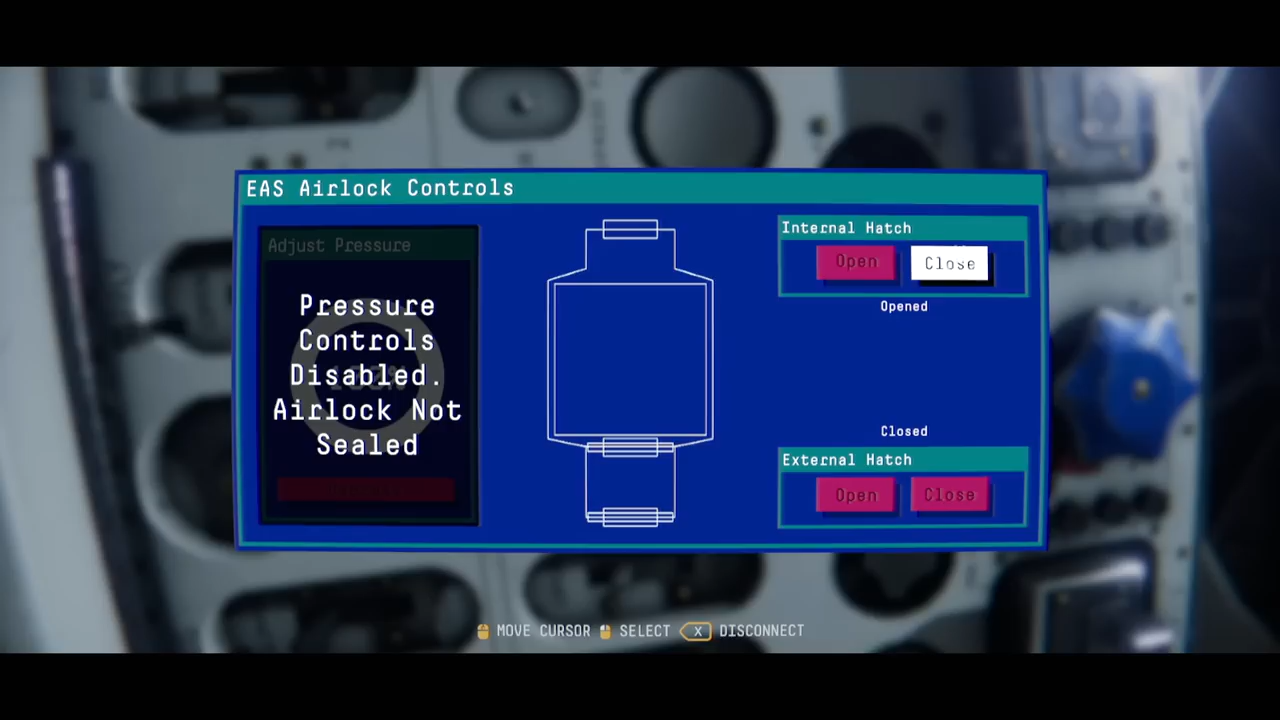 EAS Airlock Controls
Adjust Pressure
Pressure
Controls
Disabled.
Airlock Not
Sealed
Internal Hatch
Open Close
Opened
Closed
External Hatch
Open Close
MOVE CURSOR SELECT X DISCONNECT